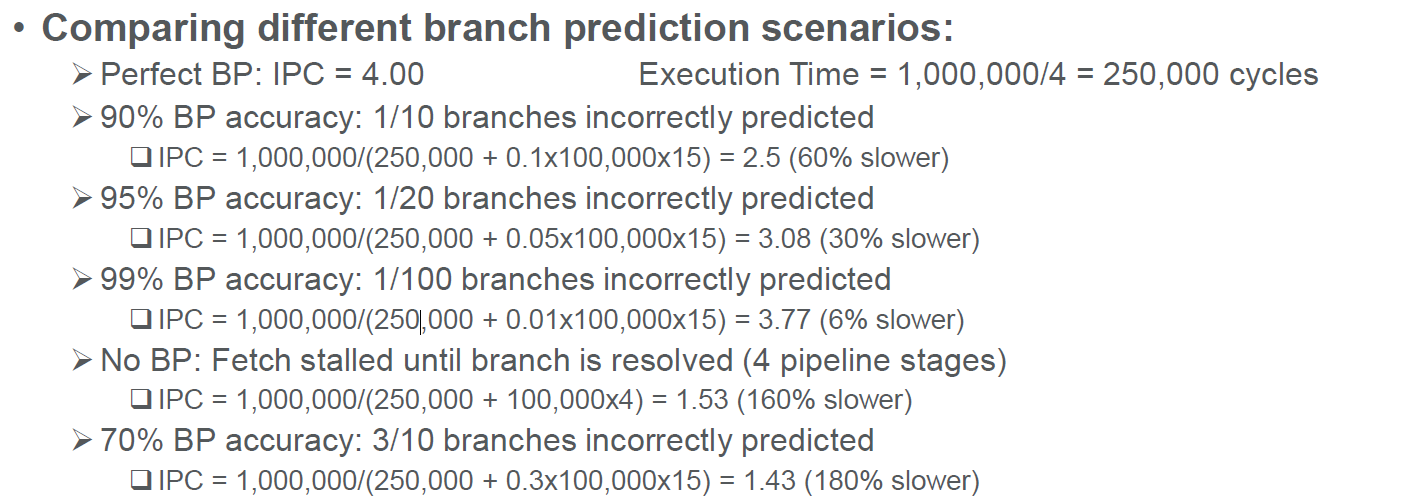 • Comparing different branch prediction scenarios:
➢ Perfect BP: IPC = 4.00 Execution Time = 1,000,000/4 = 250,000 cycles
➢ 90% BP accuracy: 1/10 branches incorrectly predicted
❑ IPC = 1,000,000/(250,000 + 0.1x100,000x15) = 2.5 (60% slower)
➢ 95% BP accuracy: 1/20 branches incorrectly predicted
❑ IPC = 1,000,000/(250,000 + 0.05x100,000x15) = 3.08 (30% slower)
➢ 99% BP accuracy: 1/100 branches incorrectly predicted
❑ IPC = 1,000,000/(250,000 + 0.01x100,000x15) = 3.77 (6% slower)
➢ No BP: Fetch stalled until branch is resolved (4 pipeline stages)
❑ IPC = 1,000,000/(250,000 + 100,000x4) = 1.53 (160% slower)
➢ 70% BP accuracy: 3/10 branches incorrectly predicted
❑ IPC = 1,000,000/(250,000 + 0.3x100,000x15) = 1.43 (180% slower)